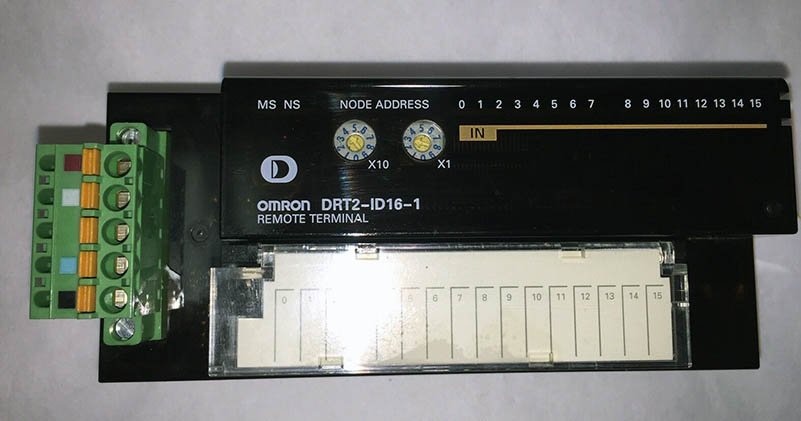 MS NS NODE ADDRESS 0 1 2 3 4 5 6 7 8 9 10 11 12 13 14 15
IN
X10 X1
D
OMRON DRT2-ID16-1
REMOTE TERMINAL
0 1 5 6 7 8 9 10 11 12 13 14 15